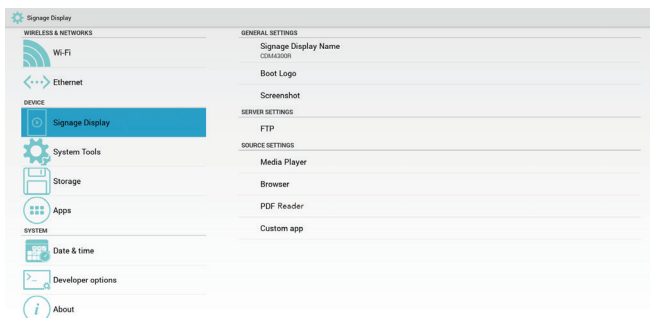 Signage Display
WIRELESS & NETWORKS
Wi-Fi
Ethernet
DEVICE
Signage Display
System Tools
Storage
Apps
SYSTEM
Date & time
Developer options
About
GENERAL SETTINGS
Signage Display Name
CDM4300R
Boot Logo
Screenshot
SERVER SETTINGS
FTP
SOURCE SETTINGS
Media Player
Browser
PDF Reader
Custom app